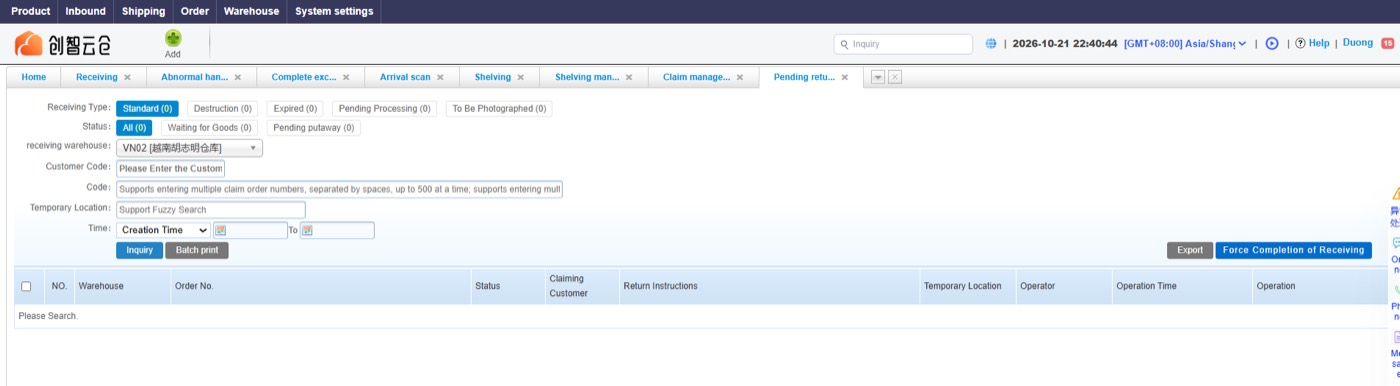 Product Inbound Shipping Order Warehouse System settings
创智云仓 Add Inquiry 2026-10-21 22:40:44 [GMT+08:00] Asia/Shang Help Duong 15
Home Receiving Abnormal han... Complete exc... Arrival scan Shelving Shelving man... Claim manage... Pending retu...
Receiving Type: Standard (0) Destruction (0) Expired (0) Pending Processing (0) To Be Photographed (0)
Status: All (0) Waiting for Goods (0) Pending putaway (0)
receiving warehouse: VN02 [越南胡志明仓库]
Customer Code: Please Enter the Custom
Code: Supports entering multiple claim order numbers, separated by spaces, up to 500 at a time; supports entering mult
Temporary Location: Support Fuzzy Search
Time: Creation Time To
Inquiry Batch print Export Force Completion of Receiving
NO. Warehouse Order No. Status Claiming Customer Return Instructions Temporary Location Operator Operation Time Operation
Please Search.